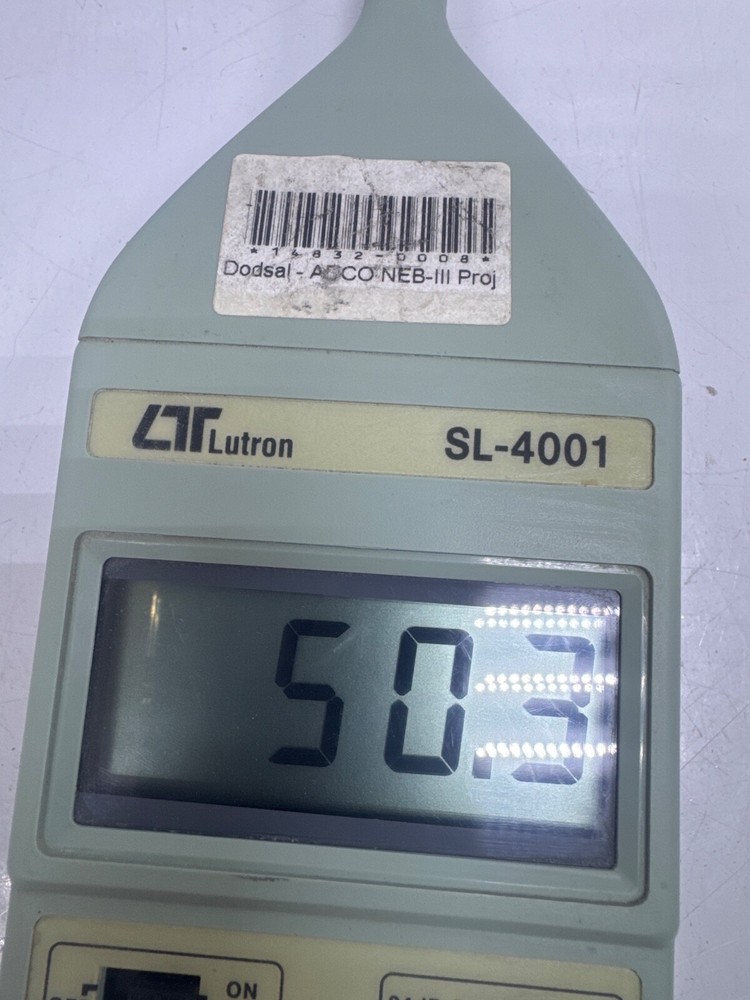 *14832-0008*
Dodsal - ADCO NEB-III Proj
Lutron
SL-4001
50.3
ON